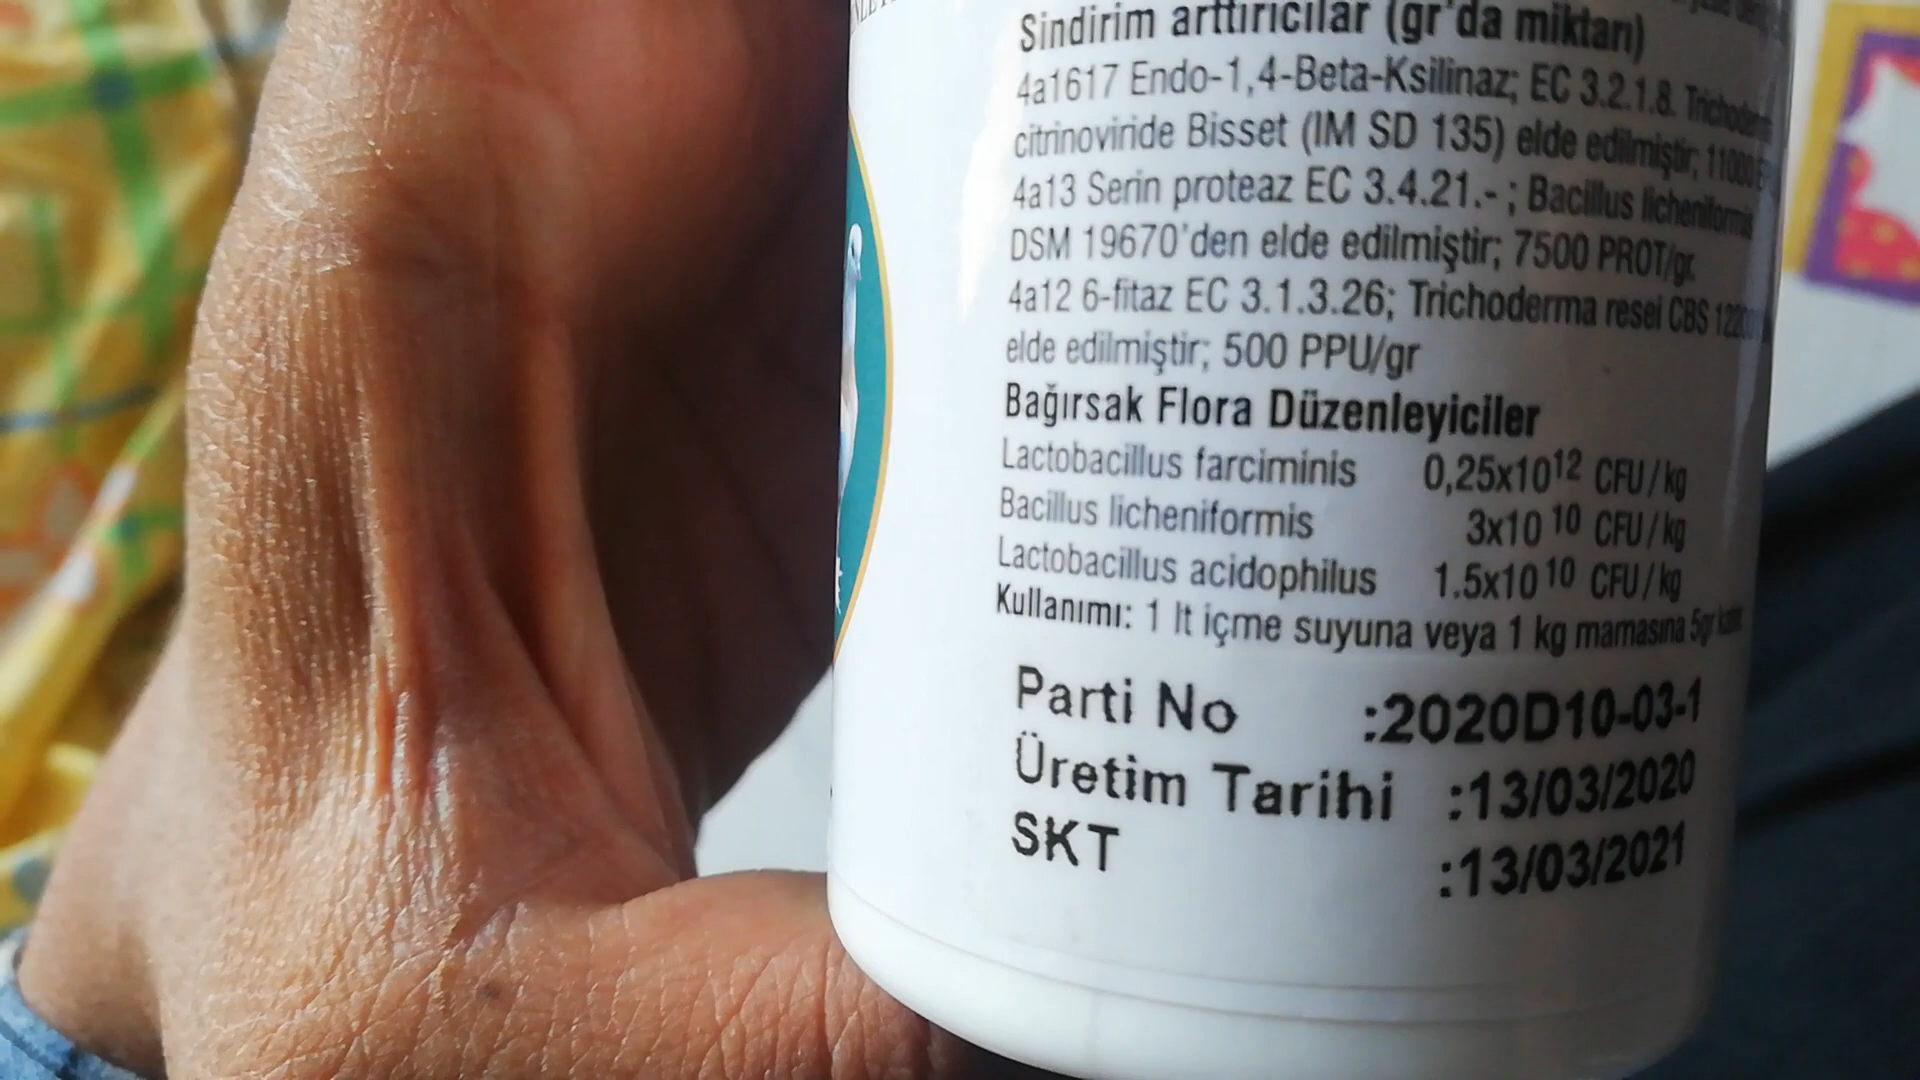 Sindirim arttırıcılar (gr'da miktarı)
4a1617 Endo-1,4-Beta-Ksilinaz; EC 3.2.1.8. Trichoderma
citrinoviride Bisset (IM SD 135) elde edilmiştir; 11000
4a13 Serin proteaz EC 3.4.21.- ; Bacillus licheniformis
DSM 19670'den elde edilmiştir; 7500 PROT/gr.
4a12 6-fitaz EC 3.1.3.26; Trichoderma resei CBS
elde edilmiştir; 500 PPU/gr
Bağırsak Flora Düzenleyiciler
Lactobacillus farciminis 0,25x10¹² CFU/kg
Bacillus licheniformis 3x10¹⁰ CFU/kg
Lactobacillus acidophilus 1.5x10¹⁰ CFU/kg
Kullanımı: 1 lt içme suyuna veya 1 kg mamasına 5gr
Parti No :2020D10-03-1
Üretim Tarihi :13/03/2020
SKT :13/03/2021